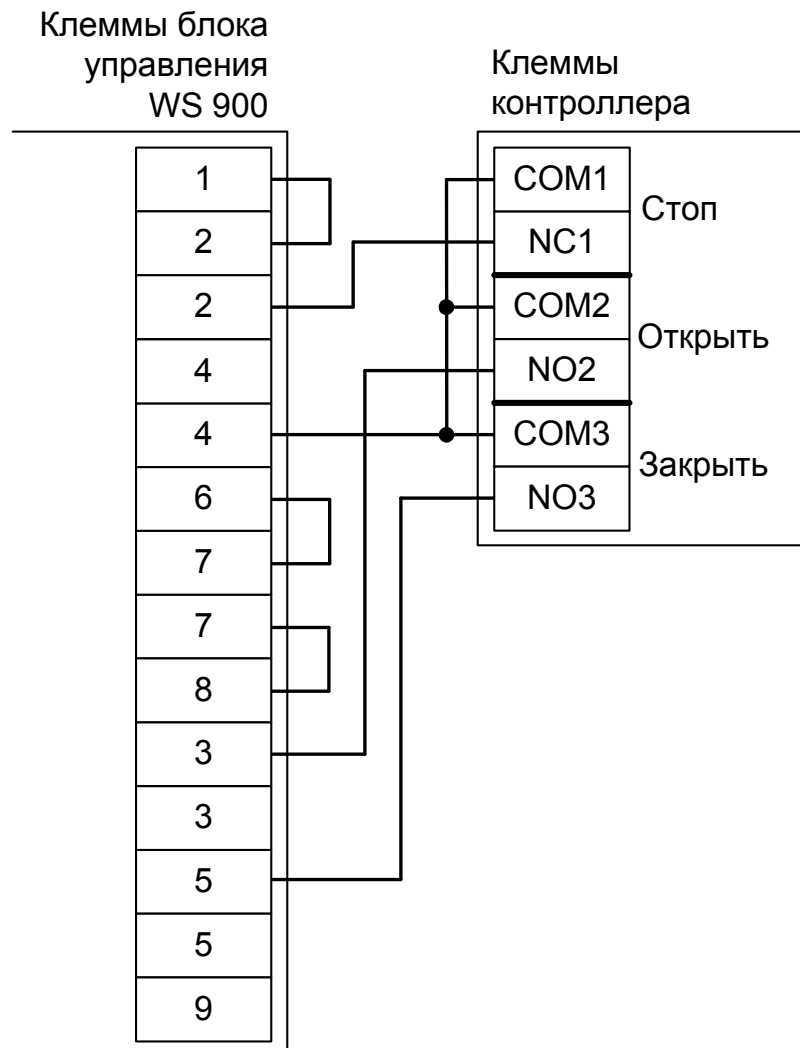 Клеммы блока
управления
WS 900
1
2
2
4
4
6
7
7
8
3
3
5
5
9
Клеммы
контроллера
COM1
NC1
Стоп
COM2
NO2
Открыть
COM3
NO3
Закрыть